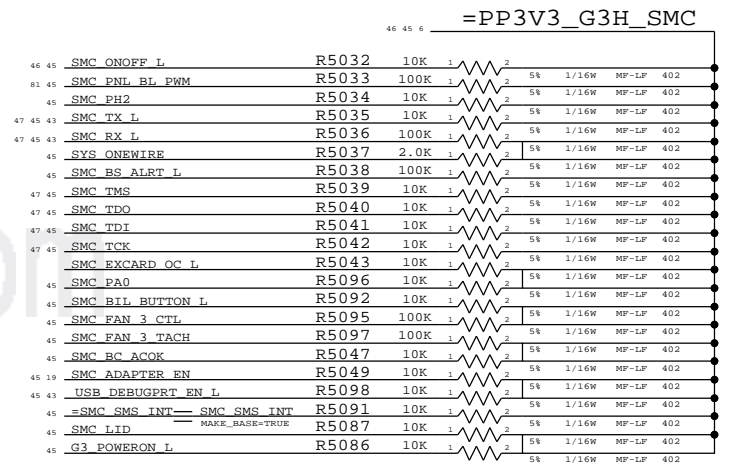 =PP3V3_G3H_SMC
46 45 6
46 45 SMC_ONOFF_L R5032 10K 1 2
5% 1/16W MF-LF 402
81 45 SMC_PNL_BL_PWM R5033 100K 1 2
5% 1/16W MF-LF 402
45 SMC_PH2 R5034 10K 1 2
5% 1/16W MF-LF 402
47 45 43 SMC_TX_L R5035 10K 1 2
5% 1/16W MF-LF 402
47 45 43 SMC_RX_L R5036 100K 1 2
5% 1/16W MF-LF 402
45 SYS_ONEWIRE R5037 2.0K 1 2
5% 1/16W MF-LF 402
45 SMC_BS_ALRT_L R5038 100K 1 2
5% 1/16W MF-LF 402
47 45 SMC_TMS R5039 10K 1 2
5% 1/16W MF-LF 402
47 45 SMC_TDO R5040 10K 1 2
5% 1/16W MF-LF 402
47 45 SMC_TDI R5041 10K 1 2
5% 1/16W MF-LF 402
47 45 SMC_TCK R5042 10K 1 2
5% 1/16W MF-LF 402
SMC_EXCARD_OC_L R5043 10K 1 2
5% 1/16W MF-LF 402
45 SMC_PA0 R5096 10K 1 2
5% 1/16W MF-LF 402
45 SMC_BIL_BUTTON_L R5092 10K 1 2
5% 1/16W MF-LF 402
45 SMC_FAN_3_CTL R5095 100K 1 2
5% 1/16W MF-LF 402
45 SMC_FAN_3_TACH R5097 100K 1 2
5% 1/16W MF-LF 402
45 SMC_BC_ACOK R5047 10K 1 2
5% 1/16W MF-LF 402
45 19 SMC_ADAPTER_EN R5049 10K 1 2
5% 1/16W MF-LF 402
45 43 USB_DEBUGPRT_EN_L R5098 10K 1 2
5% 1/16W MF-LF 402
45 =SMC_SMS_INT SMC_SMS_INT R5091 10K 1 2
MAKE_BASE=TRUE
5% 1/16W MF-LF 402
45 SMC_LID R5087 10K 1 2
5% 1/16W MF-LF 402
45 G3_POWERON_L R5086 10K 1 2
5% 1/16W MF-LF 402
om